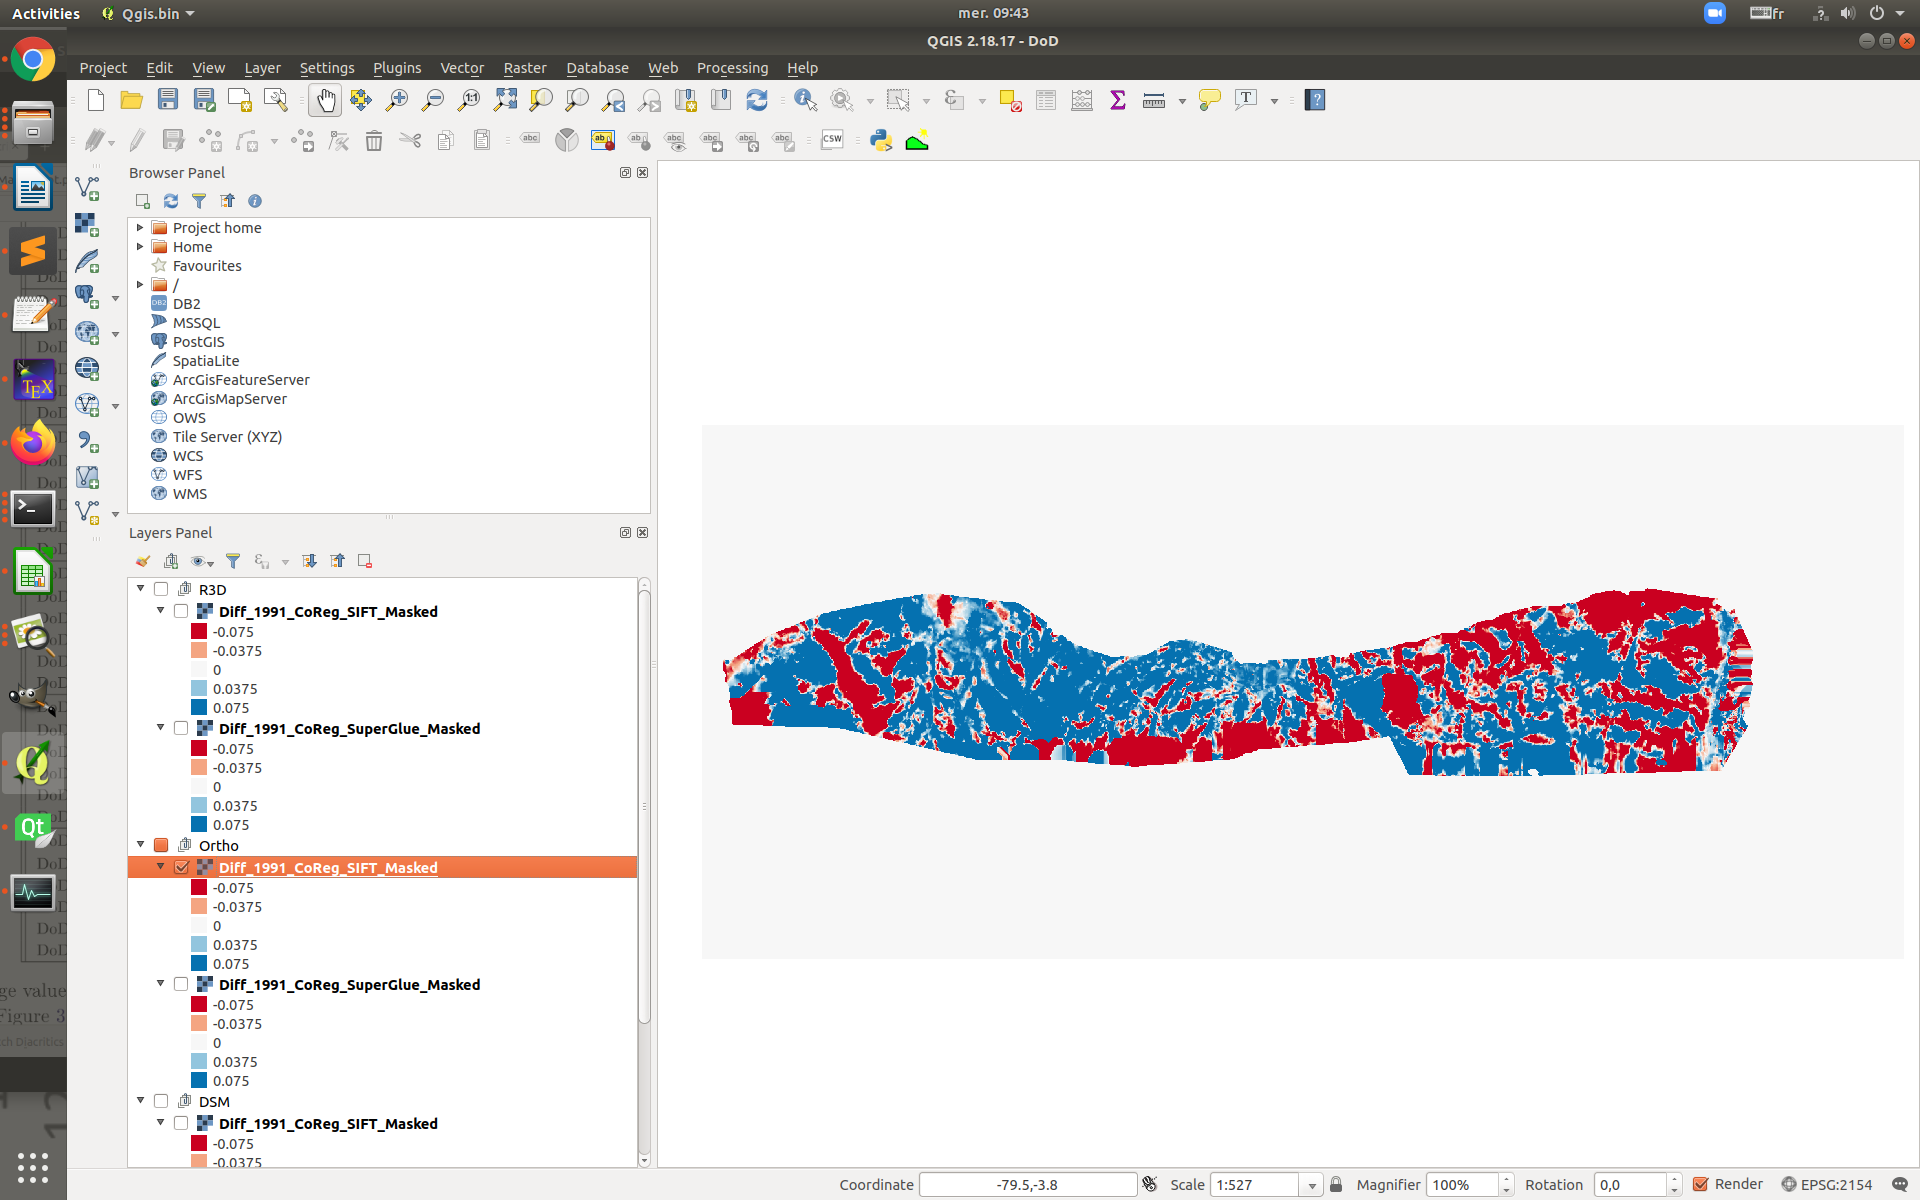 Activities
Qgis.bin
mer. 09:43
fr
QGIS 2.18.17 - DoD
Project Edit View Layer Settings Plugins Vector Raster Database Web Processing Help
Browser Panel
Project home
Home
Favourites
/
DB2
MSSQL
PostGIS
SpatiaLite
ArcGisFeatureServer
ArcGisMapServer
OWS
Tile Server (XYZ)
WCS
WFS
WMS
Layers Panel
R3D
Diff_1991_CoReg_SIFT_Masked
-0.075
-0.0375
0
0.0375
0.075
Diff_1991_CoReg_SuperGlue_Masked
-0.075
-0.0375
0
0.0375
0.075
Ortho
Diff_1991_CoReg_SIFT_Masked
-0.075
-0.0375
0
0.0375
0.075
Diff_1991_CoReg_SuperGlue_Masked
-0.075
-0.0375
0
0.0375
0.075
DSM
Diff_1991_CoReg_SIFT_Masked
-0.075
-0.0375
ge value
Figure 3
Coordinate -79.5,-3.8 Scale 1:527 Magnifier 100% Rotation 0,0 Render EPSG:2154